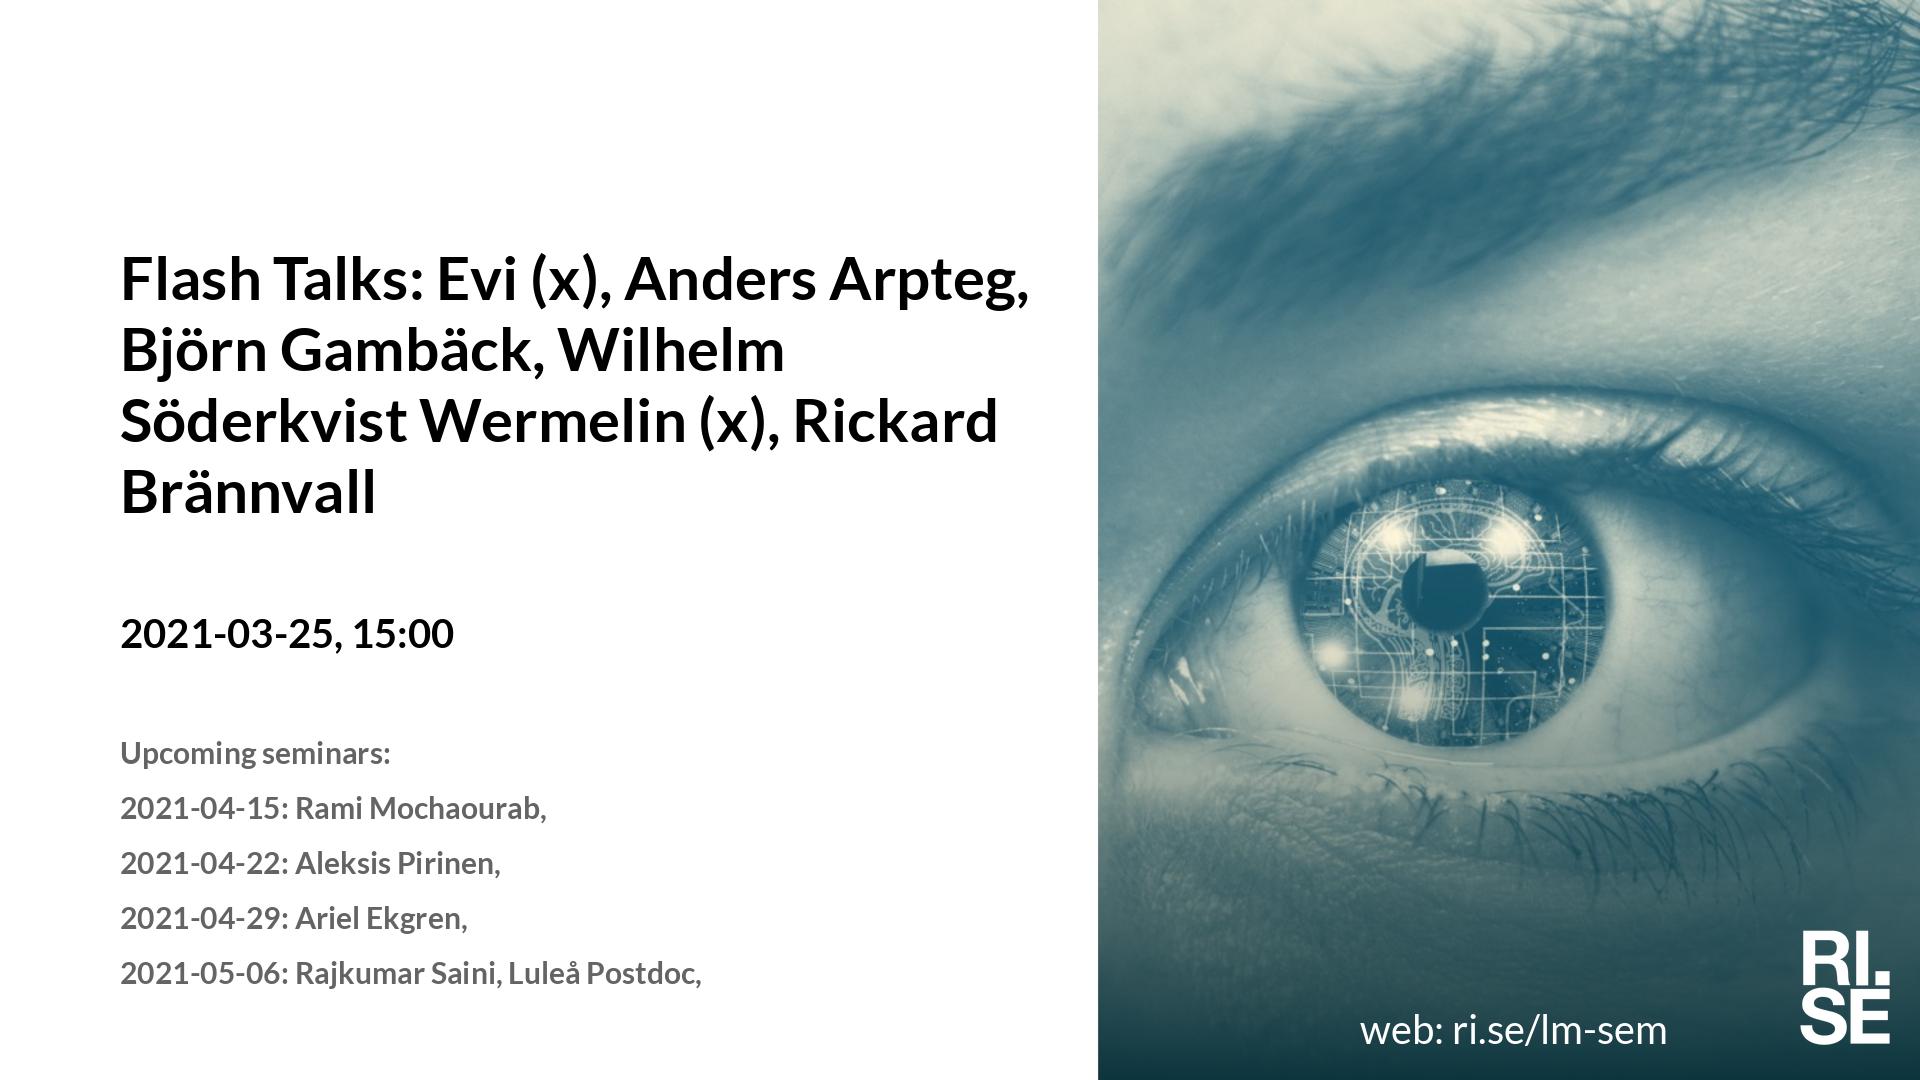 Flash Talks: Evi (x), Anders Arpteg,
Björn Gambäck, Wilhelm
Söderkvist Wermelin (x), Rickard
Brännvall
2021-03-25, 15:00
Upcoming seminars:
2021-04-15: Rami Mochaourab,
2021-04-22: Aleksis Pirinen,
2021-04-29: Ariel Ekgren,
2021-05-06: Rajkumar Saini, Luleå Postdoc,
web: ri.se/lm-sem
RI.
SE